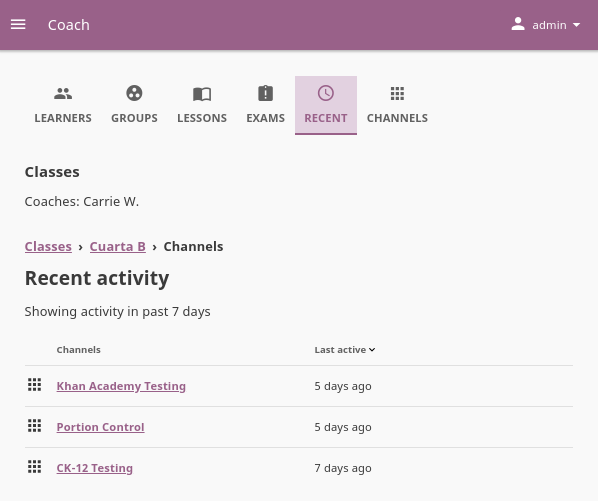 Coach
admin
LEARNERS GROUPS LESSONS EXAMS RECENT CHANNELS
Classes
Coaches: Carrie W.
Classes › Cuarta B › Channels
Recent activity
Showing activity in past 7 days
Channels Last active
Khan Academy Testing 5 days ago
Portion Control 5 days ago
CK-12 Testing 7 days ago